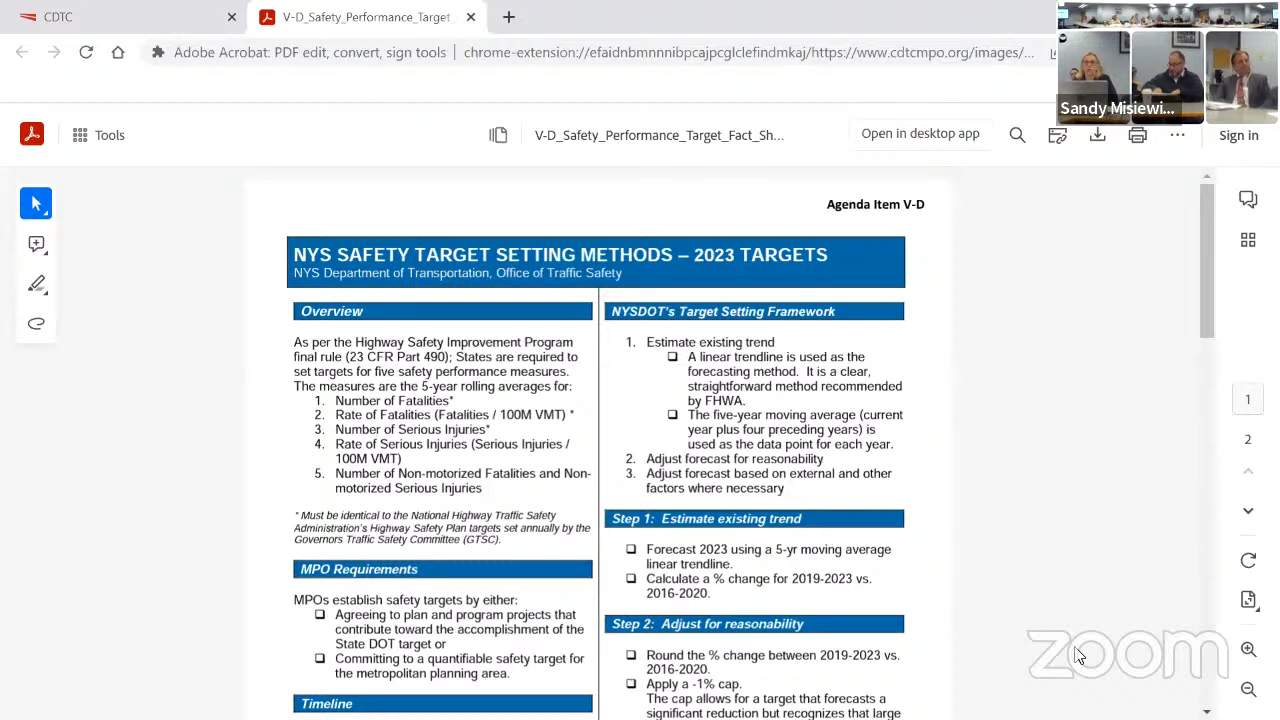 CDTC
V-D_Safety_Performance_Target
Adobe Acrobat: PDF edit, convert, sign tools
chrome-extension://efaidnbmnnnibpcajpcglclefindmkaj/https://www.cdtcmpo.org/images/...
Sandy Misiewi...
Tools
V-D_Safety_Performance_Target_Fact_Sh...
Open in desktop app
Sign in
Agenda Item V-D
NYS SAFETY TARGET SETTING METHODS – 2023 TARGETS
NYS Department of Transportation, Office of Traffic Safety
Overview
As per the Highway Safety Improvement Program
final rule (23 CFR Part 490); States are required to
set targets for five safety performance measures.
The measures are the 5-year rolling averages for:
1. Number of Fatalities*
2. Rate of Fatalities (Fatalities / 100M VMT) *
3. Number of Serious Injuries*
4. Rate of Serious Injuries (Serious Injuries /
100M VMT)
5. Number of Non-motorized Fatalities and Non-
motorized Serious Injuries
* Must be identical to the National Highway Traffic Safety
Administration's Highway Safety Plan targets set annually by the
Governors Traffic Safety Committee (GTSC).
MPO Requirements
MPOs establish safety targets by either:
Agreeing to plan and program projects that
contribute toward the accomplishment of the
State DOT target or
Committing to a quantifiable safety target for
the metropolitan planning area.
Timeline
NYSDOT's Target Setting Framework
1. Estimate existing trend
A linear trendline is used as the
forecasting method. It is a clear,
straightforward method recommended
by FHWA.
The five-year moving average (current
year plus four preceding years) is
used as the data point for each year.
2. Adjust forecast for reasonability
3. Adjust forecast based on external and other
factors where necessary
Step 1: Estimate existing trend
Forecast 2023 using a 5-yr moving average
linear trendline.
Calculate a % change for 2019-2023 vs.
2016-2020.
Step 2: Adjust for reasonability
Round the % change between 2019-2023 vs.
2016-2020.
Apply a -1% cap.
The cap allows for a target that forecasts a
significant reduction but recognizes that large
1
2
zoom